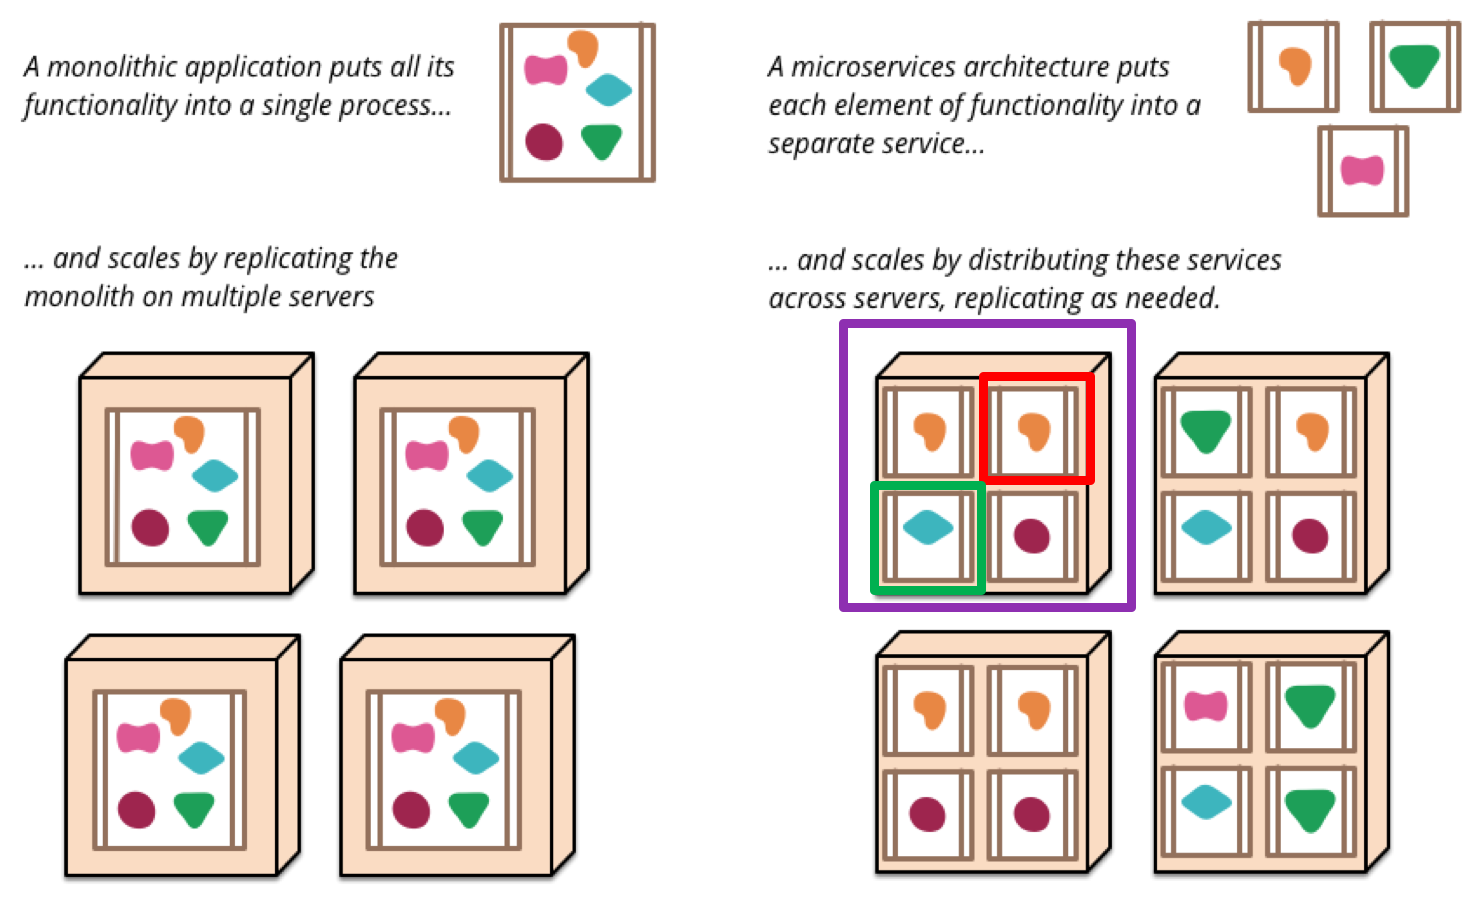 A monolithic application puts all its
functionality into a single process...
... and scales by replicating the
monolith on multiple servers
A microservices architecture puts
each element of functionality into a
separate service...
... and scales by distributing these services
across servers, replicating as needed.